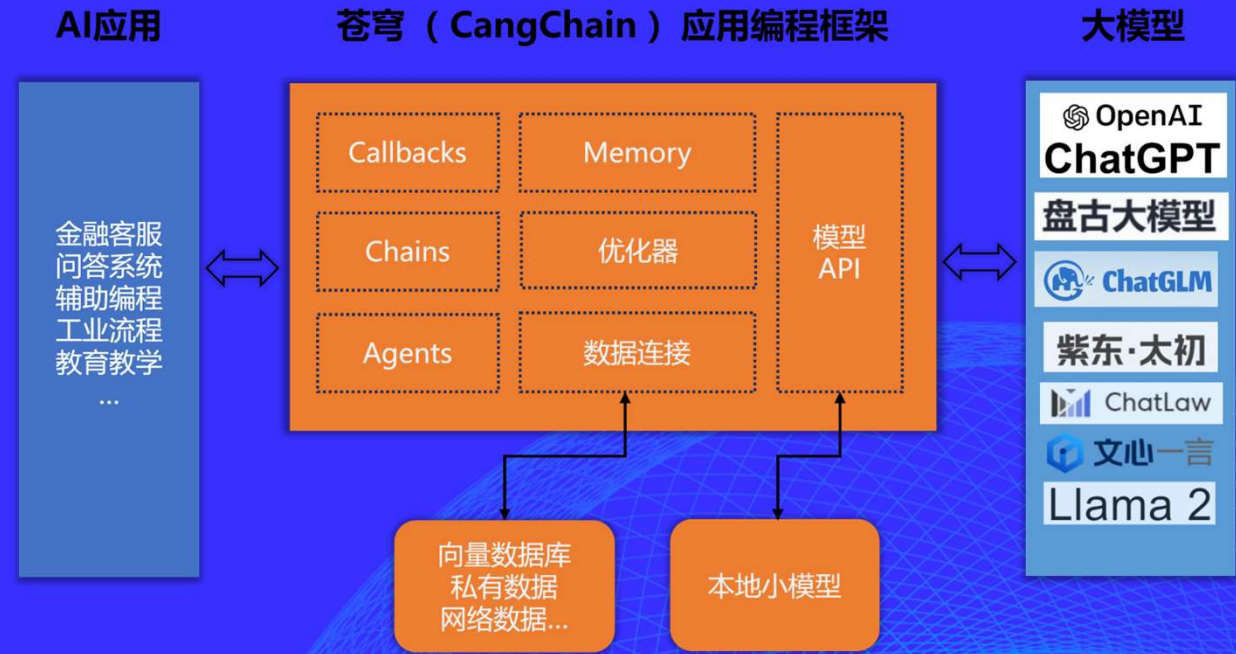 AI应用
苍穹（CangChain）应用编程框架
大模型
金融客服
问答系统
辅助编程
工业流程
教育教学
...
Callbacks
Memory
Chains
优化器
Agents
数据连接
模型
API
向量数据库
私有数据
网络数据...
本地小模型
OpenAI
ChatGPT
盘古大模型
ChatGLM
紫东·太初
ChatLaw
文心一言
Llama 2